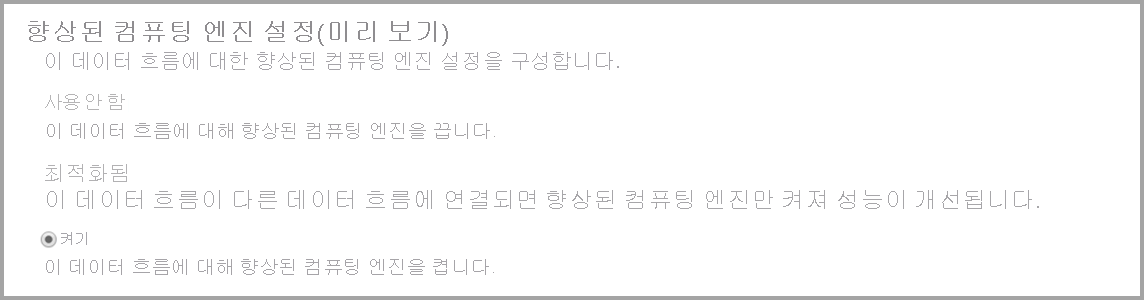 향상된 컴퓨팅 엔진 설정(미리 보기)
이 데이터 흐름에 대한 향상된 컴퓨팅 엔진 설정을 구성합니다.
사용 안 함
이 데이터 흐름에 대해 향상된 컴퓨팅 엔진을 끕니다.
최적화됨
이 데이터 흐름이 다른 데이터 흐름에 연결되면 향상된 컴퓨팅 엔진만 켜져 성능이 개선됩니다.
켜기
이 데이터 흐름에 대해 향상된 컴퓨팅 엔진을 켭니다.